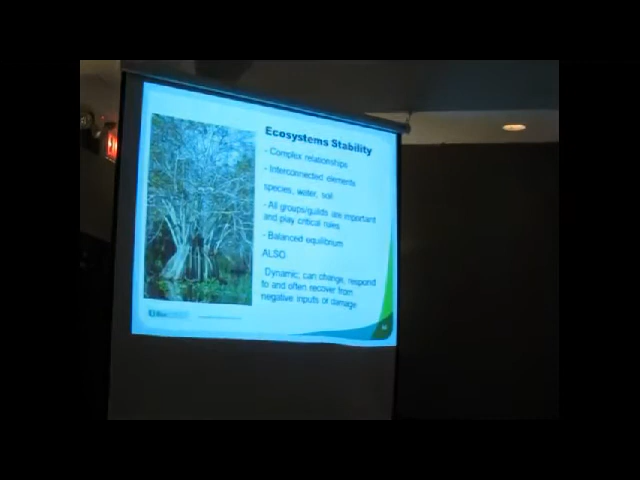 Ecosystems Stability
- Complex relationships
- Interconnected elements
species, water, soil
- All groups/guilds are important
and play critical roles
- Balanced equilibrium
ALSO
Dynamic; can change, respond
to and often recover from
negative inputs or damage